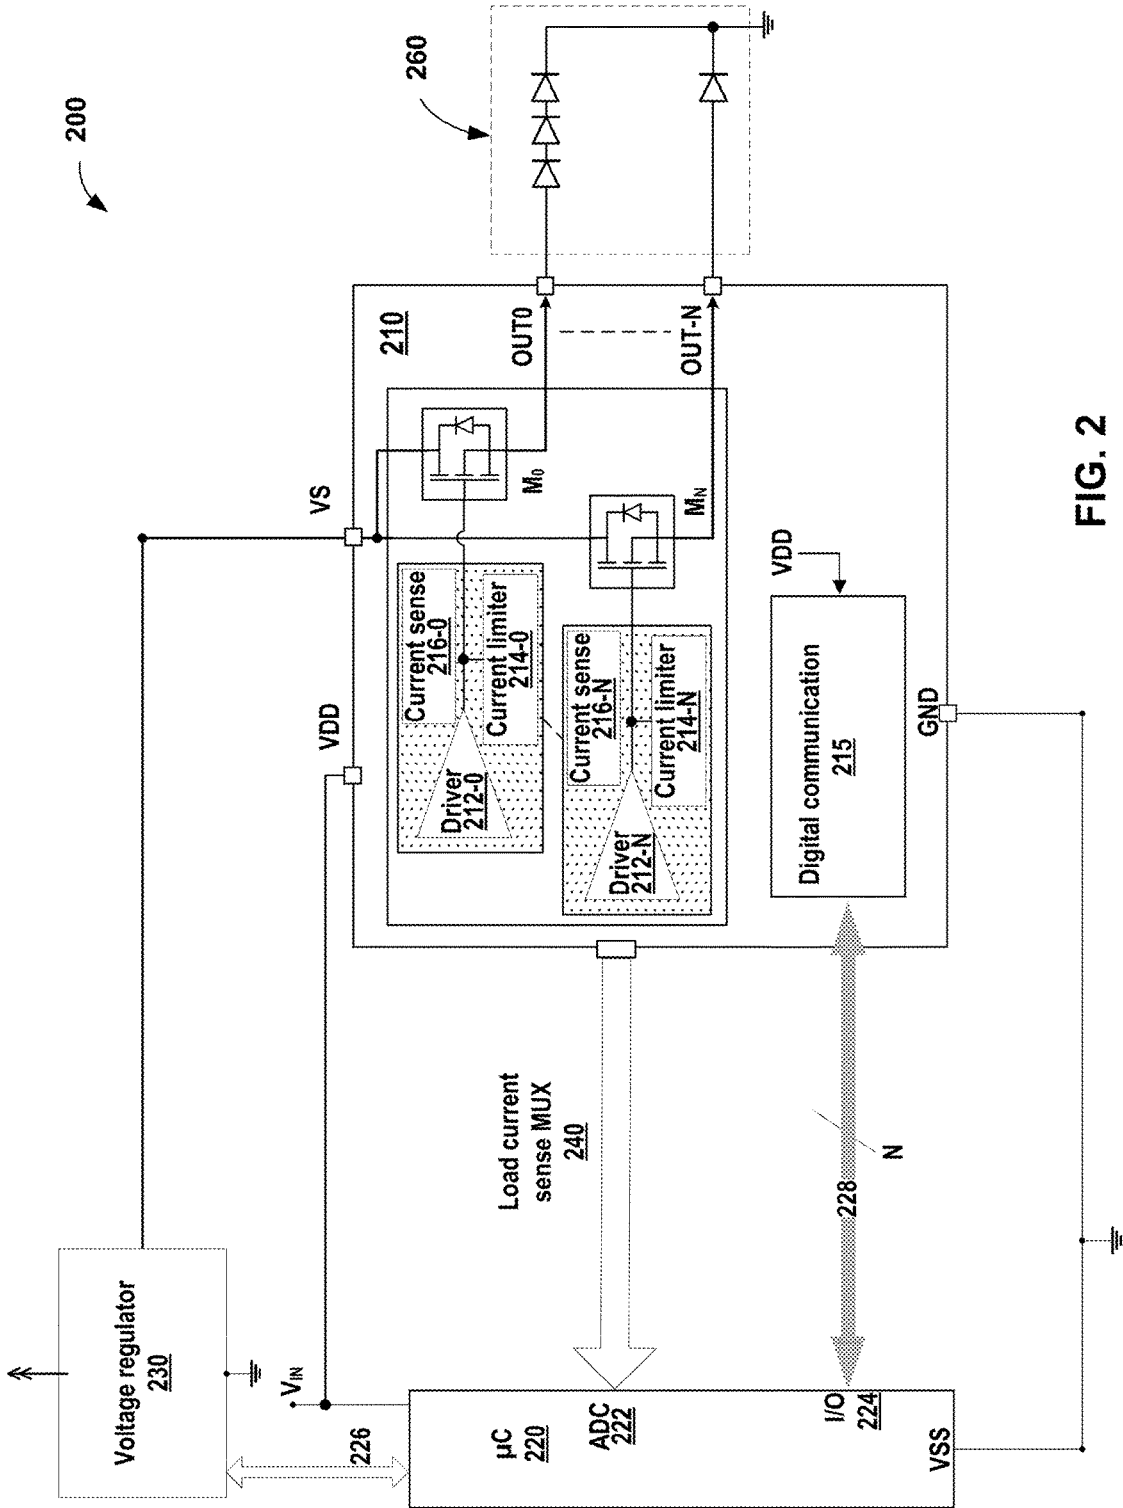 200
260
Voltage regulator
230
VIN
226
µC
220
ADC
222
I/O
224
VSS
Load current
sense MUX
240
228
N
VDD
VS
210
Driver
212-0
Current sense
216-0
Current limiter
214-0
M0
Driver
212-N
Current sense
216-N
Current limiter
214-N
MN
OUT0
OUT-N
Digital communication
215
VDD
GND
FIG. 2